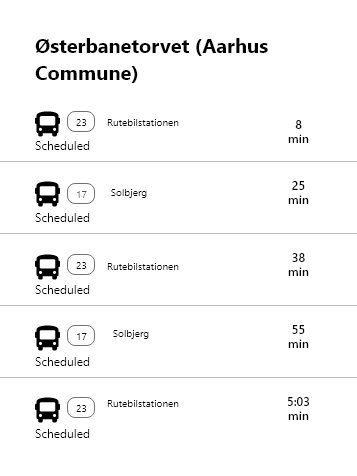 Østerbanetorvet (Aarhus
Commune)
23 Rutebilstationen 8
min
Scheduled
17 Solbjerg 25
min
Scheduled
23 Rutebilstationen 38
min
Scheduled
17 Solbjerg 55
min
Scheduled
23 Rutebilstationen 5:03
min
Scheduled